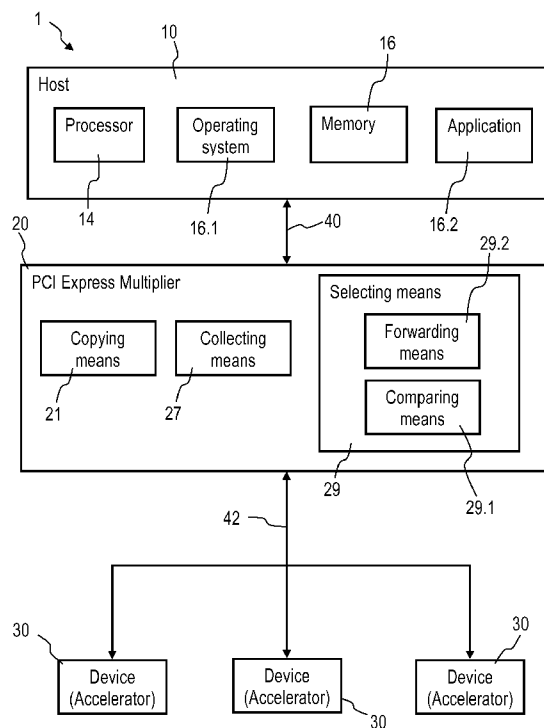 1
10
16
Host
Processor
Operating
system
Memory
Application
14
16.1
40
16.2
20
29.2
PCI Express Multiplier
Selecting means
Copying
means
Collecting
means
Forwarding
means
21
27
Comparing
means
29
29.1
42
30
30
Device
(Accelerator)
Device
(Accelerator)
30
Device
(Accelerator)